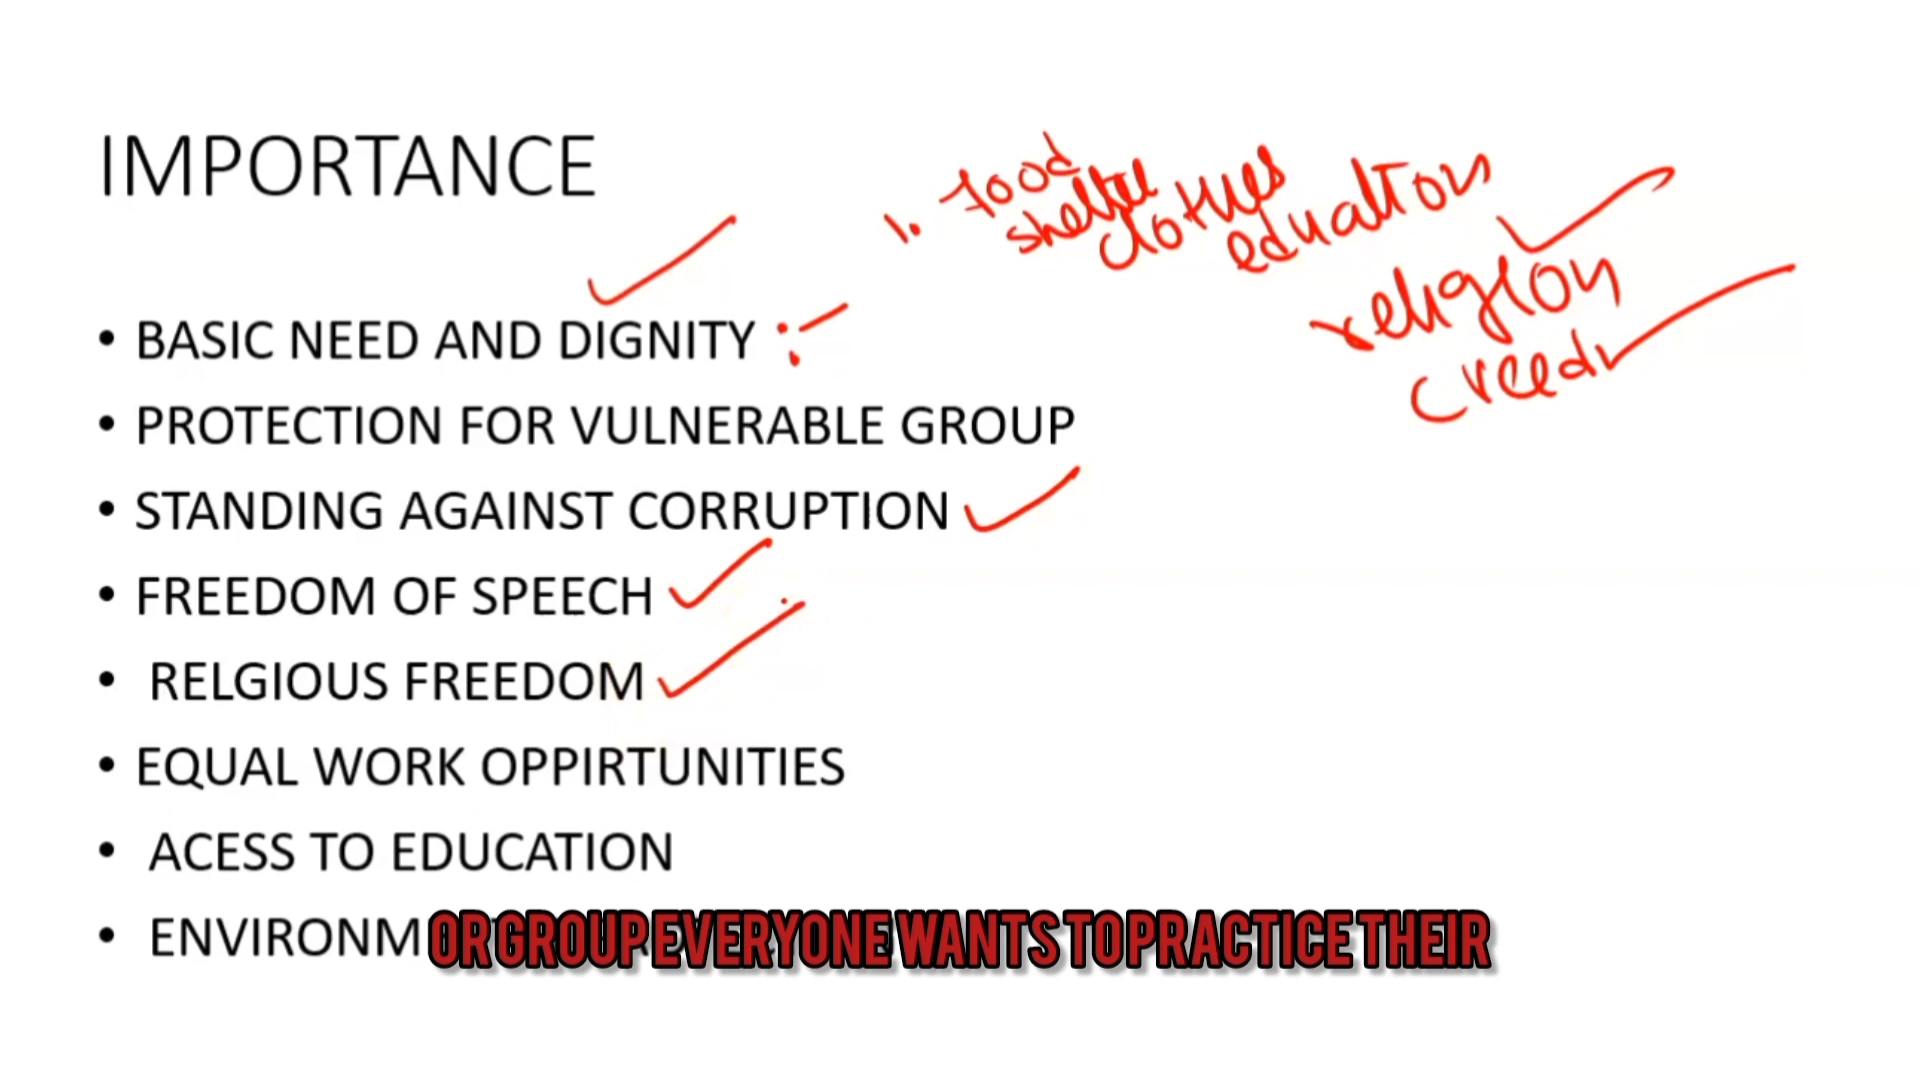 IMPORTANCE
1. Food
shelter
clothes
eduation
religion
creed
• BASIC NEED AND DIGNITY :-
• PROTECTION FOR VULNERABLE GROUP
• STANDING AGAINST CORRUPTION
• FREEDOM OF SPEECH
• RELGIOUS FREEDOM
• EQUAL WORK OPPIRTUNITIES
• ACESS TO EDUCATION
• ENVIRONM
OR GROUP EVERYONE WANTS TO PRACTICE THEIR